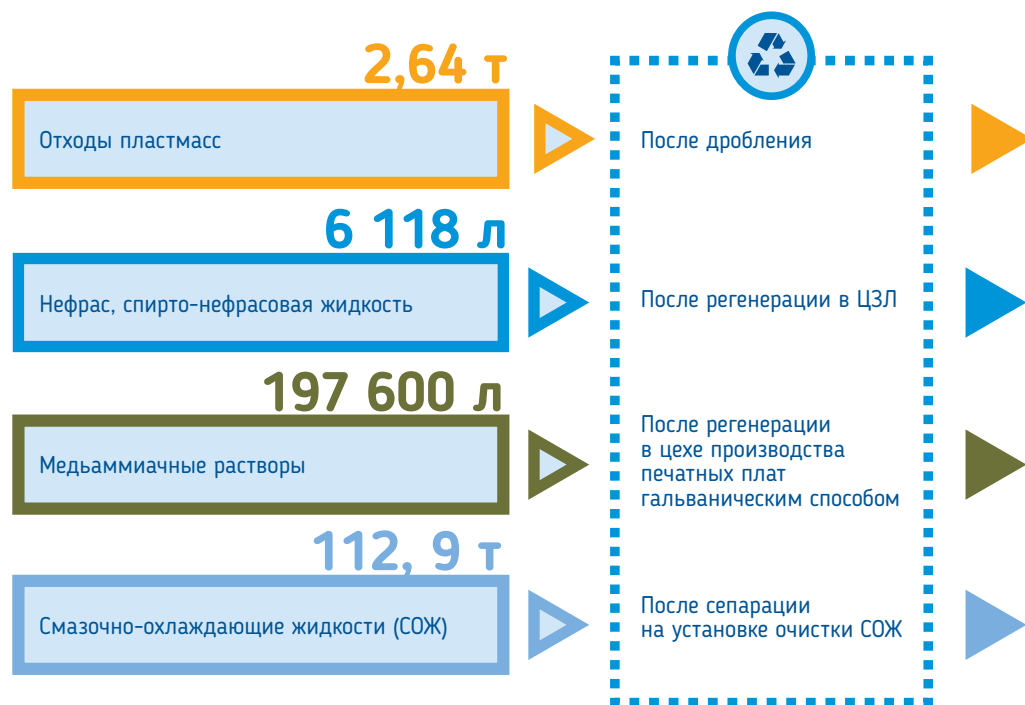 2,64 т
Отходы пластмасс
После дробления
6 118 л
Нефрас, спирто-нефрасовая жидкость
После регенерации в ЦЗЛ
197 600 л
Медьаммиачные растворы
После регенерации
в цехе производства
печатных плат
гальваническим способом
112, 9 т
Смазочно-охлаждающие жидкости (СОЖ)
После сепарации
на установке очистки СОЖ